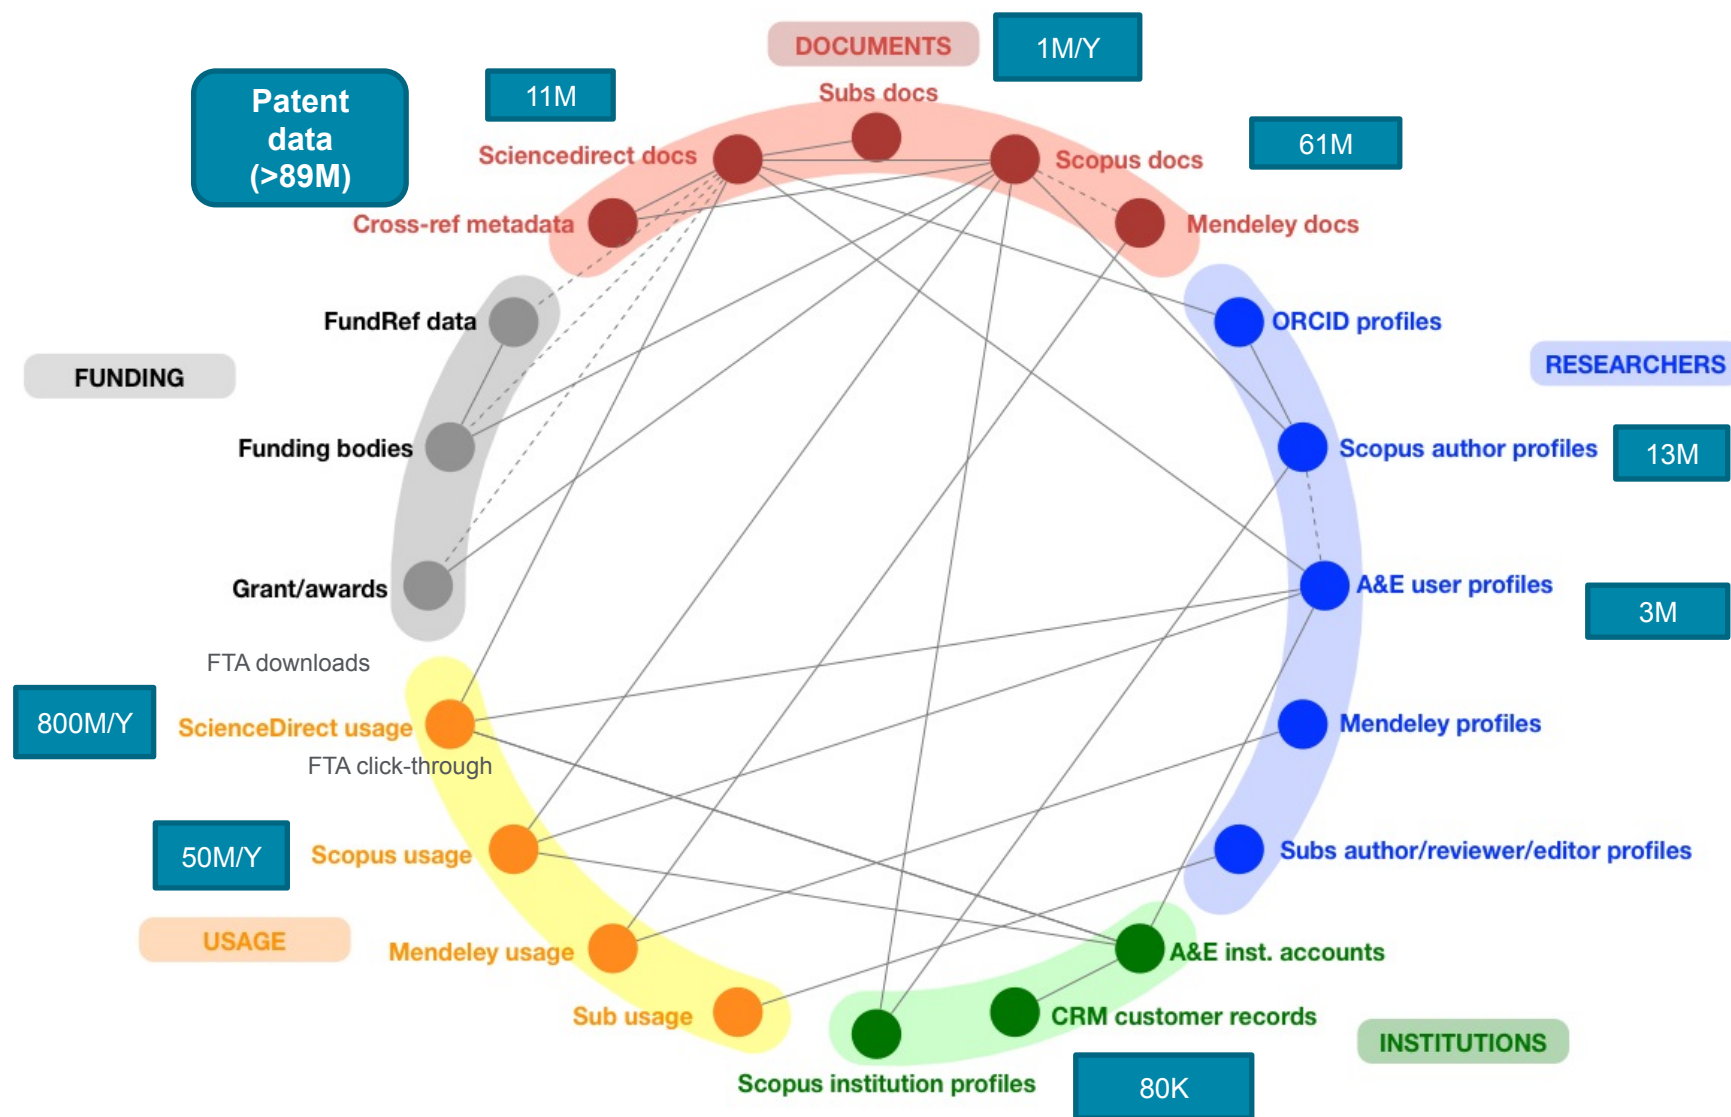 DOCUMENTS
1M/Y
Patent
data
(>89M)
11M
Subs docs
Sciencedirect docs
Scopus docs
61M
Cross-ref metadata
Mendeley docs
FundRef data
ORCID profiles
FUNDING
RESEARCHERS
Funding bodies
Scopus author profiles
13M
Grant/awards
A&E user profiles
3M
FTA downloads
800M/Y
ScienceDirect usage
Mendeley profiles
FTA click-through
50M/Y
Scopus usage
Subs author/reviewer/editor profiles
USAGE
Mendeley usage
A&E inst. accounts
Sub usage
CRM customer records
INSTITUTIONS
Scopus institution profiles
80K